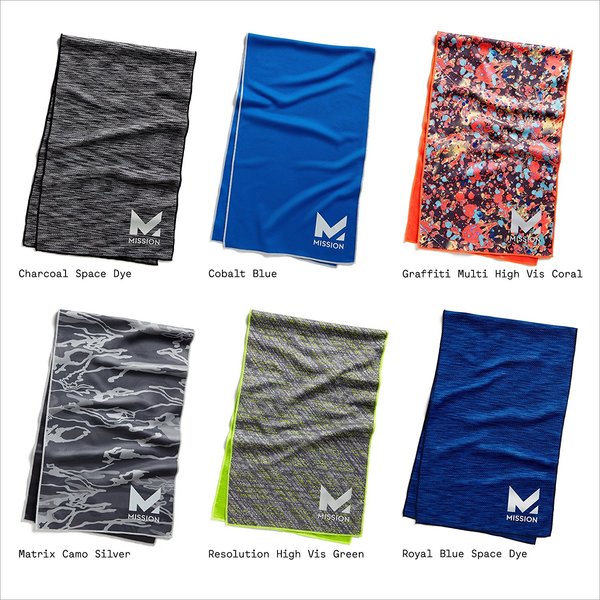 MISSION
MISSION
MISSION
Charcoal Space Dye
Cobalt Blue
Graffiti Multi High Vis Coral
MISSION
MISSION
MISSION
Matrix Camo Silver
Resolution High Vis Green
Royal Blue Space Dye